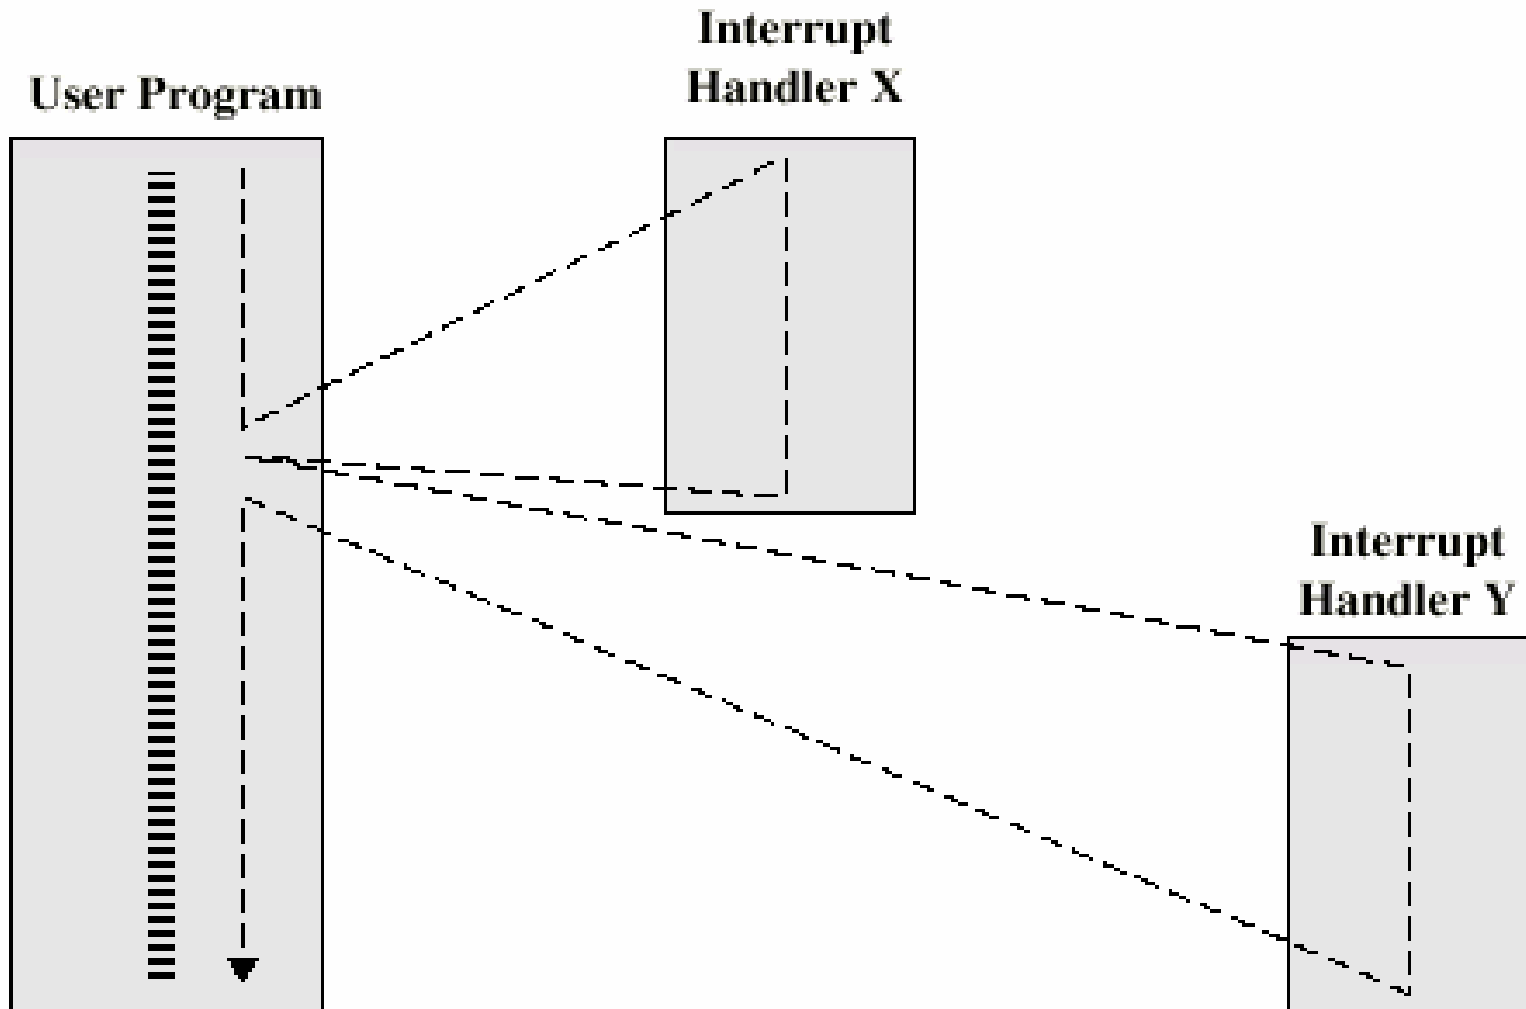 User Program
Interrupt
Handler X
Interrupt
Handler Y